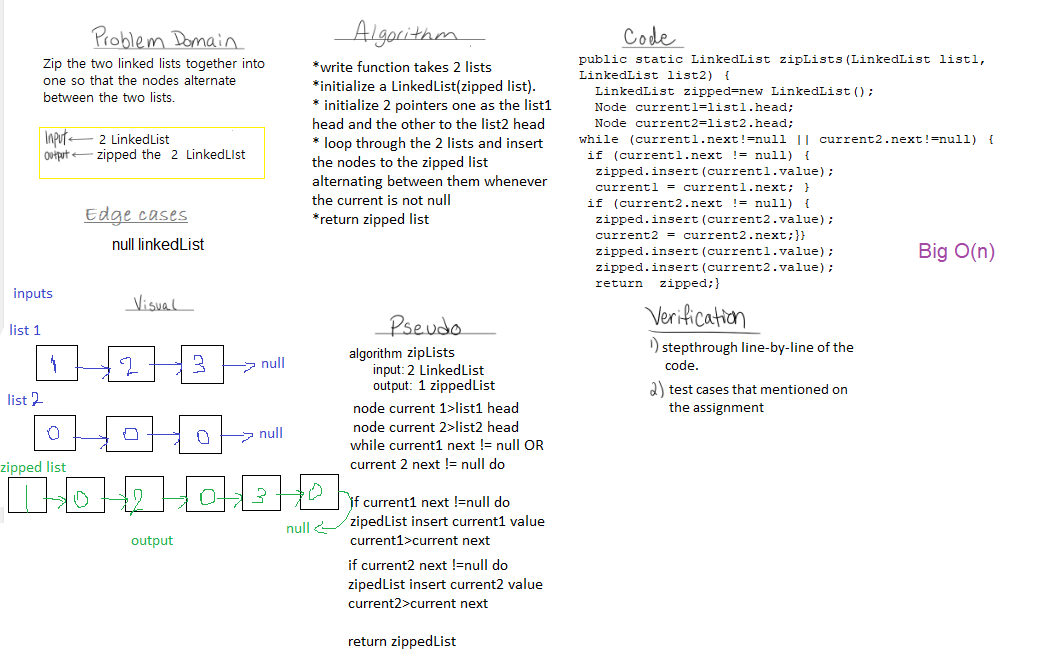 Problem Domain
Zip the two linked lists together into
one so that the nodes alternate
between the two lists.
Input ← 2 LinkedList
output ← zipped the 2 LinkedLIst
Edge cases
null linkedList
Algorithm
*write function takes 2 lists
*initialize a LinkedList(zipped list).
* initialize 2 pointers one as the list1
head and the other to the list2 head
* loop through the 2 lists and insert
the nodes to the zipped list
alternating between them whenever
the current is not null
*return zipped list
Code
public static LinkedList zipLists(LinkedList list1,
LinkedList list2) {
LinkedList zipped=new LinkedList();
Node current1=list1.head;
Node current2=list2.head;
while (current1.next!=null || current2.next!=null) {
if (current1.next != null) {
zipped.insert(current1.value);
current1 = current1.next; }
if (current2.next != null) {
zipped.insert(current2.value);
current2 = current2.next;}}
zipped.insert(current1.value);
zipped.insert(current2.value);
return zipped;}
Big O(n)
inputs
Visual
list 1
1 2 3 null
list 2
0 0 0 null
zipped list
1 0 2 0 3 0
null
output
Pseudo
algorithm zipLists
input: 2 LinkedList
output: 1 zippedList
node current 1>list1 head
node current 2>list2 head
while current1 next != null OR
current 2 next != null do
if current1 next !=null do
zipedList insert current1 value
current1>current next
if current2 next !=null do
zipedList insert current2 value
current2>current next
return zippedList
Verification
1) stepthrough line-by-line of the
code.
2) test cases that mentioned on
the assignment